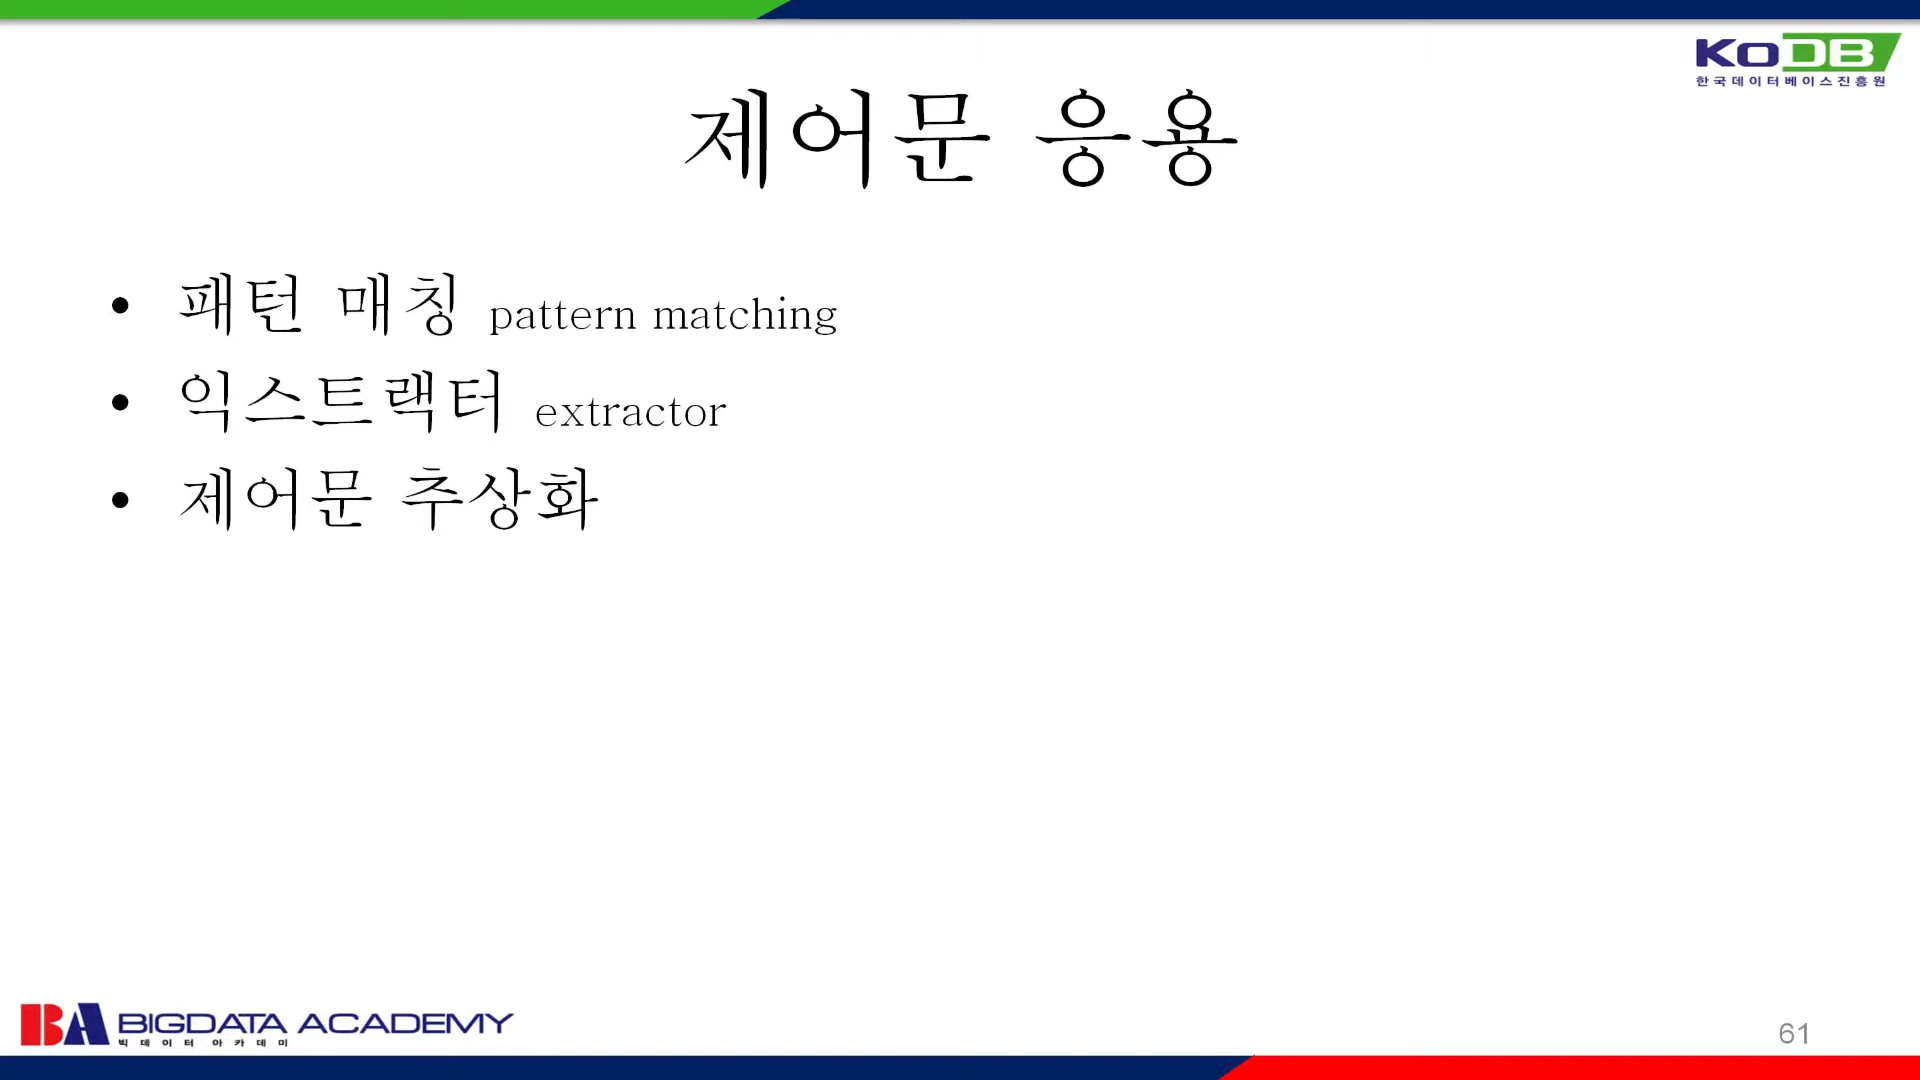 KoDB
한국데이터베이스진흥원
제어문 응용
• 패턴 매칭 pattern matching
• 익스트랙터 extractor
• 제어문 추상화
BA BIGDATA ACADEMY
빅데이터 아카데미
61